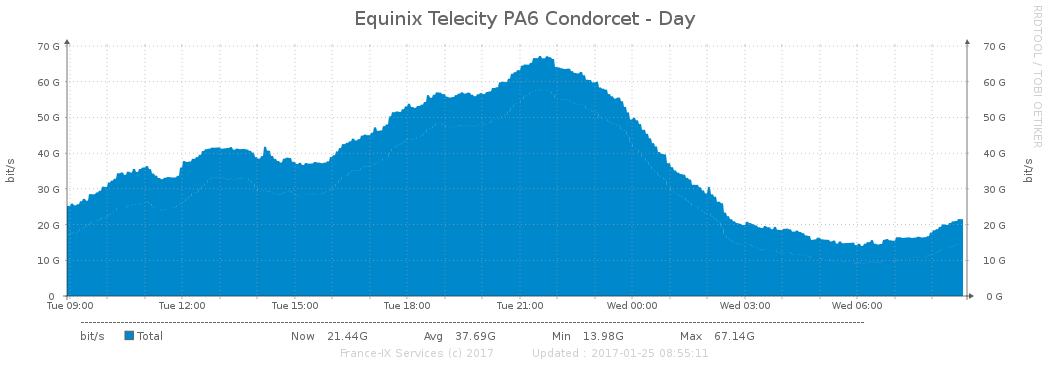 Equinix Telecity PA6 Condorcet - Day
RRDTOOL / TOBI OETIKER
bit/s
70 G
60 G
50 G
40 G
30 G
20 G
10 G
0
70 G
60 G
50 G
40 G
30 G
20 G
10 G
0 G
bit/s
Tue 09:00 Tue 12:00 Tue 15:00 Tue 18:00 Tue 21:00 Wed 00:00 Wed 03:00 Wed 06:00
bit/s Total Now 21.44G Avg 37.69G Min 13.98G Max 67.14G
France-IX Services (c) 2017 Updated : 2017-01-25 08:55:11